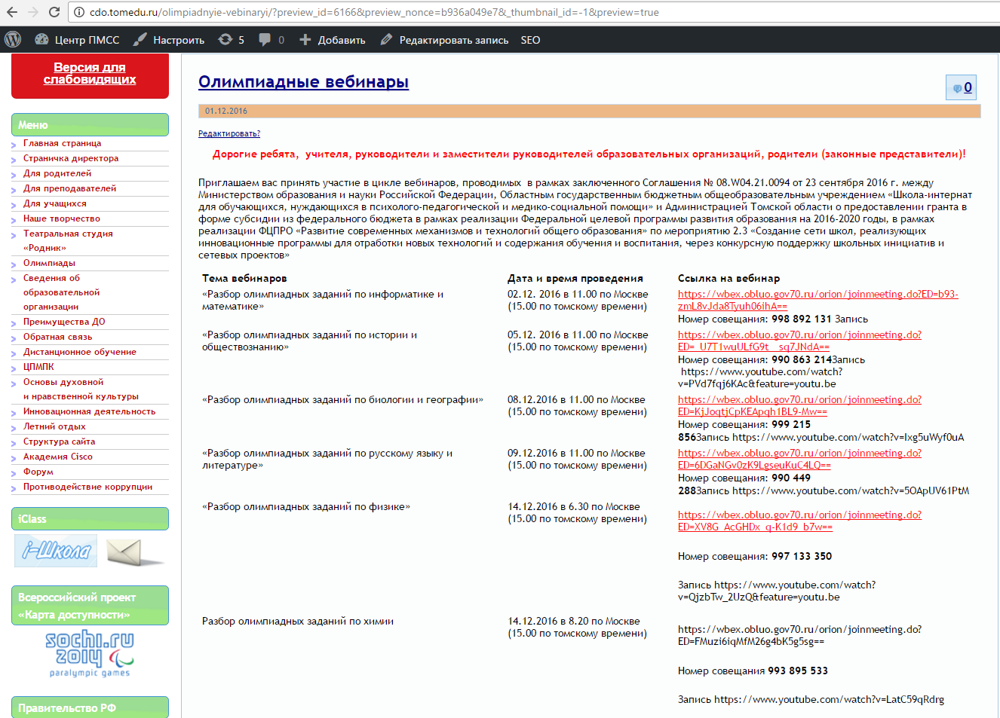 cdo.tomedu.ru/olimpiadnyie-vebinaryi/?preview_id=6166&preview_nonce=b936a049e7&_thumbnail_id=-1&preview=true
Центр ПМСС Настроить 5 0 Добавить Редактировать запись SEO
Версия для
слабовидящих
Меню
Главная страница
Страничка директора
Для родителей
Для преподавателей
Для учащихся
Наше творчество
Театральная студия
«Родник»
Олимпиады
Сведения об
образовательной
организации
Преимущества ДО
Обратная связь
Дистанционное обучение
ЦПМПК
Основы духовной
и нравственной культуры
Инновационная деятельность
Летний отдых
Структура сайта
Академия Cisco
Форум
Противодействие коррупции
iClass
i-Школа
Всероссийский проект
«Карта доступности»
sochi.ru
2014
paralympic games
Правительство РФ
Олимпиадные вебинары
0
01.12.2016
Редактировать?
Дорогие ребята, учителя, руководители и заместители руководителей образовательных организаций, родители (законные представители)!
Приглашаем вас принять участие в цикле вебинаров, проводимых в рамках заключенного Соглашения № 08.W04.21.0094 от 23 сентября 2016 г. между
Министерством образования и науки Российской Федерации, Областным государственным бюджетным общеобразовательным учреждением «Школа-интернат
для обучающихся, нуждающихся в психолого-педагогической и медико-социальной помощи» и Администрацией Томской области о предоставлении гранта в
форме субсидии из федерального бюджета в рамках реализации Федеральной целевой программы развития образования на 2016-2020 годы, в рамках
реализации ФЦПРО «Развитие современных механизмов и технологий общего образования» по мероприятию 2.3 «Создание сети школ, реализующих
инновационные программы для отработки новых технологий и содержания обучения и воспитания, через конкурсную поддержку школьных инициатив и
сетевых проектов»
Тема вебинаров Дата и время проведения Ссылка на вебинар
«Разбор олимпиадных заданий по информатике и
математике»
02.12. 2016 в 11.00 по Москве
(15.00 по томскому времени)
https://wbex.obluo.gov70.ru/orion/joinmeeting.do?ED=b93-
zmL8vJda8Tyuh06ihA==
Номер совещания: 998 892 131 Запись
«Разбор олимпиадных заданий по истории и
обществознанию»
05.12. 2016 в 11.00 по Москве
(15.00 по томскому времени)
https://wbex.obluo.gov70.ru/orion/joinmeeting.do?
ED=_U7T1wuULfG9t__sq7JNdA==
Номер совещания: 990 863 214Запись
https://www.youtube.com/watch?
v=PVd7fqj6KAc&feature=youtu.be
«Разбор олимпиадных заданий по биологии и географии»
08.12.2016 в 11.00 по Москве
(15.00 по томскому времени)
https://wbex.obluo.gov70.ru/orion/joinmeeting.do?
ED=KjJoqtjCpKEApqh1BL9-Mw==
Номер совещания: 999 215
856Запись https://www.youtube.com/watch?v=Ixg5uWyf0uA
«Разбор олимпиадных заданий по русскому языку и
литературе»
09.12.2016 в 11.00 по Москве
(15.00 по томскому времени)
https://wbex.obluo.gov70.ru/orion/joinmeeting.do?
ED=6DGaNGv0zK9LgseuKuC4LQ==
Номер совещания: 990 449
288Запись https://www.youtube.com/watch?v=5OApUV61PtM
«Разбор олимпиадных заданий по физике»
14.12.2016 в 6.30 по Москве
(15.00 по томскому времени)
https://wbex.obluo.gov70.ru/orion/joinmeeting.do?
ED=XV8G_AcGHDx_q-K1d9_b7w==
Номер совещания: 997 133 350
Запись https://www.youtube.com/watch?
v=QjzbTw_2UzQ&feature=youtu.be
Разбор олимпиадных заданий по химии
14.12.2016 в 8.20 по Москве
(15.00 по томскому времени)
https://wbex.obluo.gov70.ru/orion/joinmeeting.do?
ED=FMuzi6iqMfM26g4bK5g5sg==
Номер совещания 993 895 533
Запись https://www.youtube.com/watch?v=LatC59qRdrg